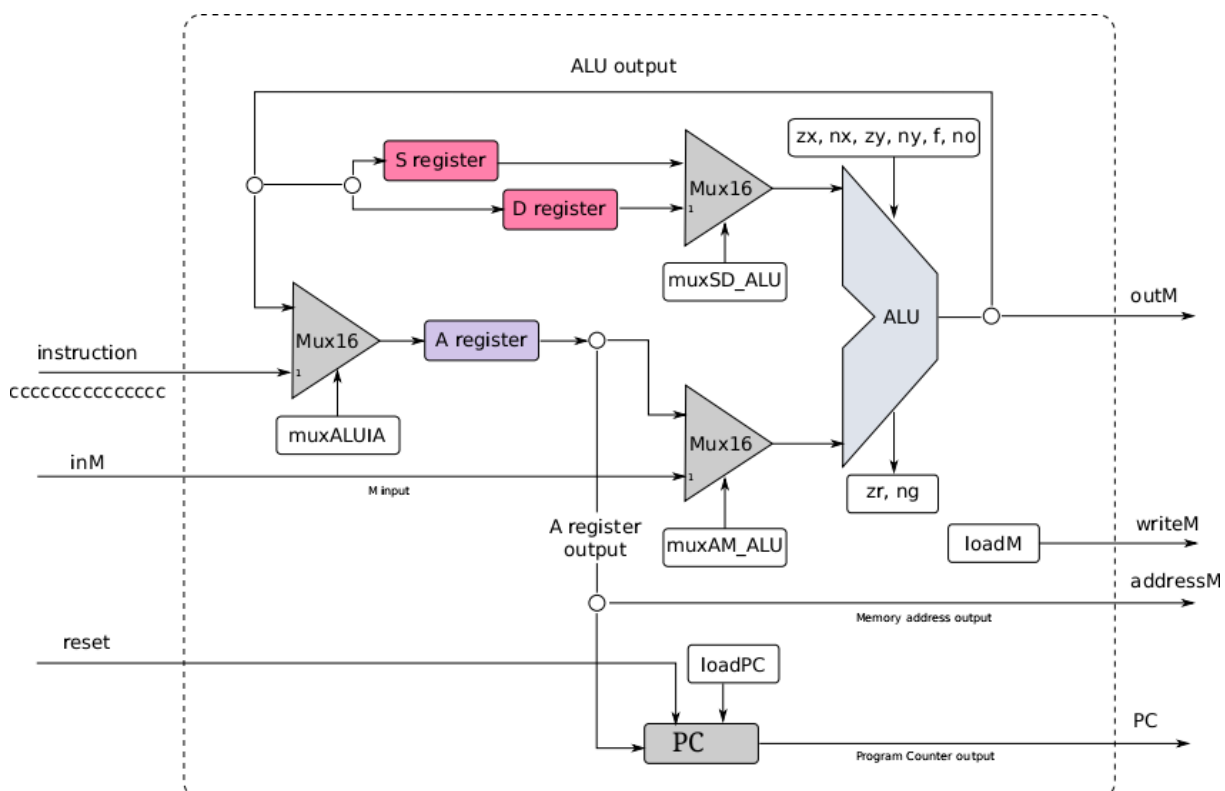 ALU output
zx, nx, zy, ny, f, no
S register
Mux16
D register
1
muxSD_ALU
outM
ALU
Mux16
A register
instruction
1
cccccccccccccccc
muxALUIA
Mux16
inM
1
M input
zr, ng
A register
output
muxAM_ALU
loadM
writeM
addressM
Memory address output
reset
loadPC
PC
PC
Program Counter output